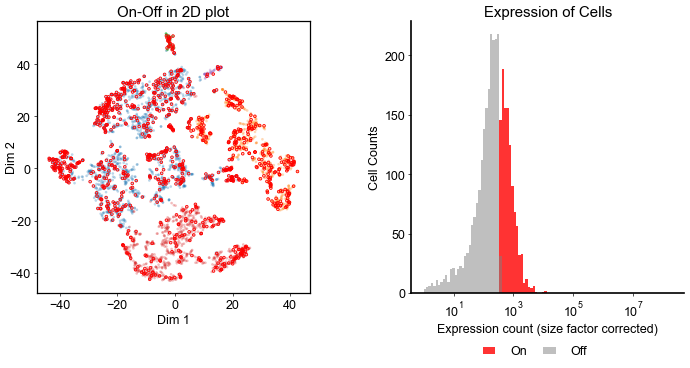 On-Off in 2D plot
Dim 2
40
20
0
−20
−40
−40 −20 0 20 40
Dim 1
Expression of Cells
Cell Counts
200
150
100
50
0
10^1 10^3 10^5 10^7
Expression count (size factor corrected)
On Off